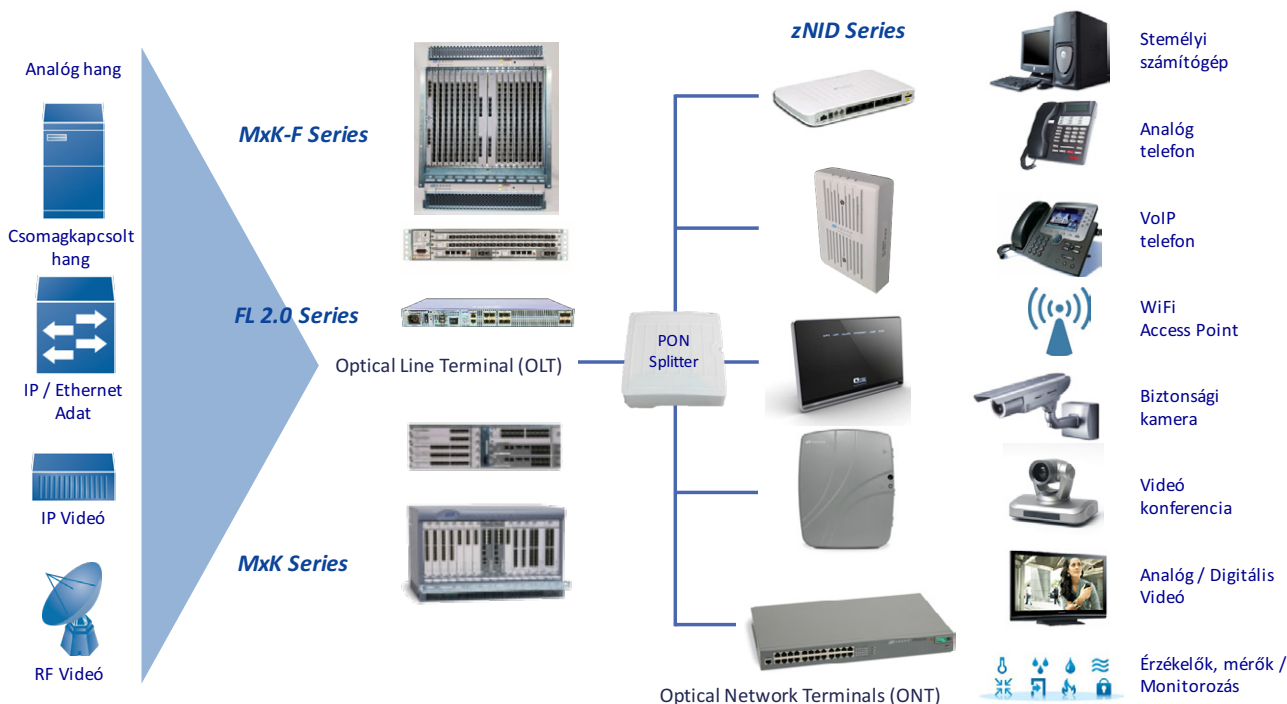 Analóg hang
Csomagkapcsolt
hang
IP / Ethernet
Adat
IP Videó
RF Videó
MxK-F Series
FL 2.0 Series
Optical Line Terminal (OLT)
MxK Series
PON
Splitter
zNID Series
Optical Network Terminals (ONT)
Stemélyi
számítógép
Analóg
telefon
VoIP
telefon
WiFi
Access Point
Biztonsági
kamera
Videó
konferencia
Analóg / Digitális
Videó
Érzékelők, mérők /
Monitorozás